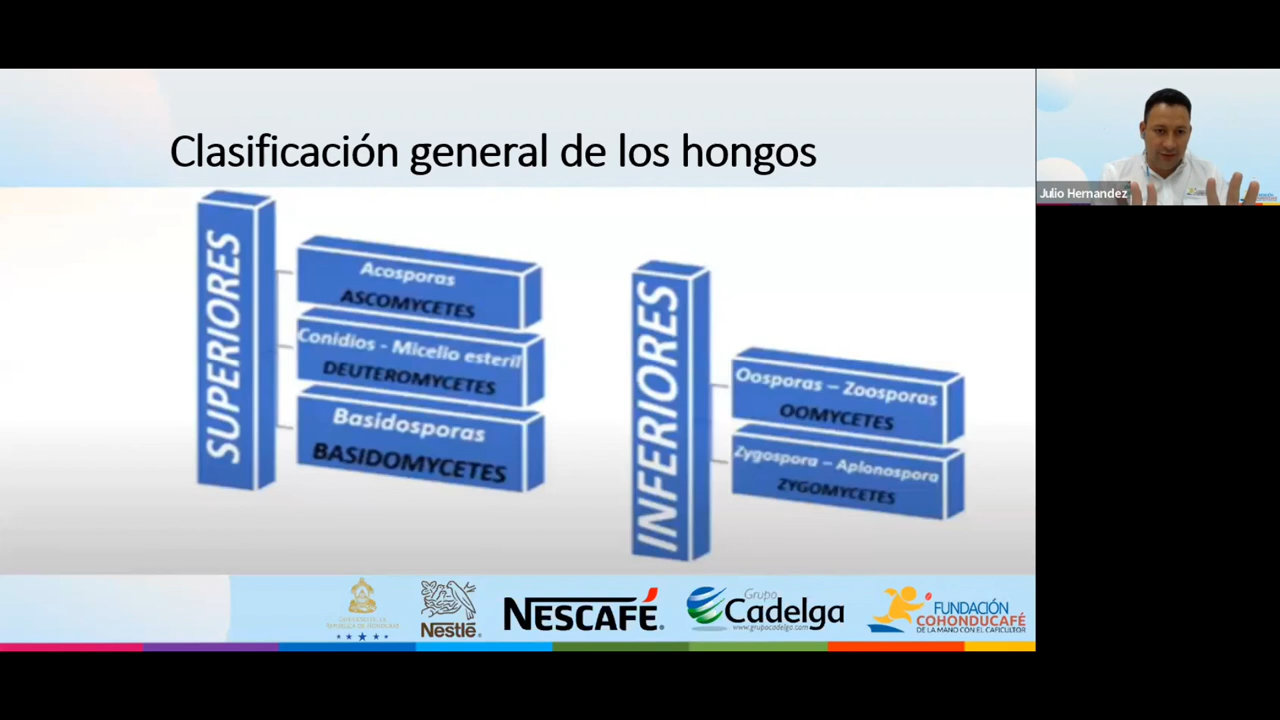 Clasificación general de los hongos
SUPERIORES
Acosporas
ASCOMYCETES
Conidios - Micelio esteril
DEUTEROMYCETES
Basidosporas
BASIDOMYCETES
INFERIORES
Oosporas – Zoosporas
OOMYCETES
Zygospora – Aplonospora
ZYGOMYCETES
Julio Hernandez
Nestlé
NESCAFÉ
Grupo
Cadelga
www.grupocadelga.com
FUNDACIÓN
COHONDUCAFÉ
DE LA MANO CON EL CAFICULTOR